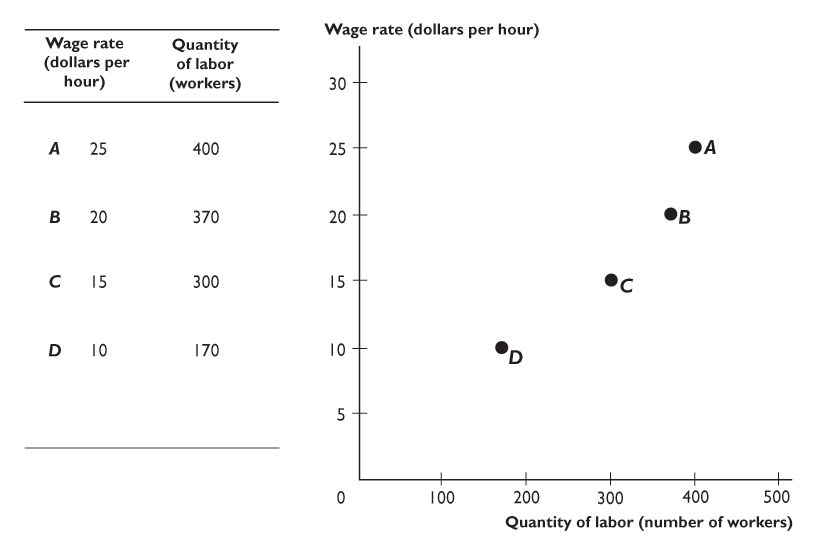 Wage rate (dollars per hour)
Wage rate
(dollars per
hour)
Quantity
of labor
(workers)
A 25 400
B 20 370
C 15 300
D 10 170
30
25
20
15
10
5
0 100 200 300 400 500
A
B
C
D
Quantity of labor (number of workers)